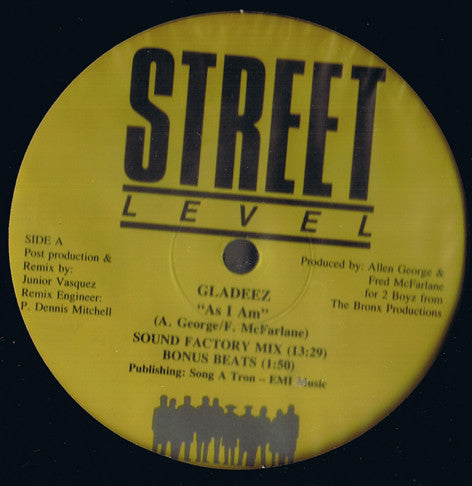 STREET
LEVEL
SIDE A
Post production &
Remix by:
Junior Vasquez
Remix Engineer:
P. Dennis Mitchell
Produced by: Allen George &
Fred McFarlane
for 2 Boyz from
The Bronx Productions
GLADEEZ
"As I Am"
(A. George/F. McFarlane)
SOUND FACTORY MIX (13:29)
BONUS BEATS (1:50)
Publishing: Song A Tron – EMI Music